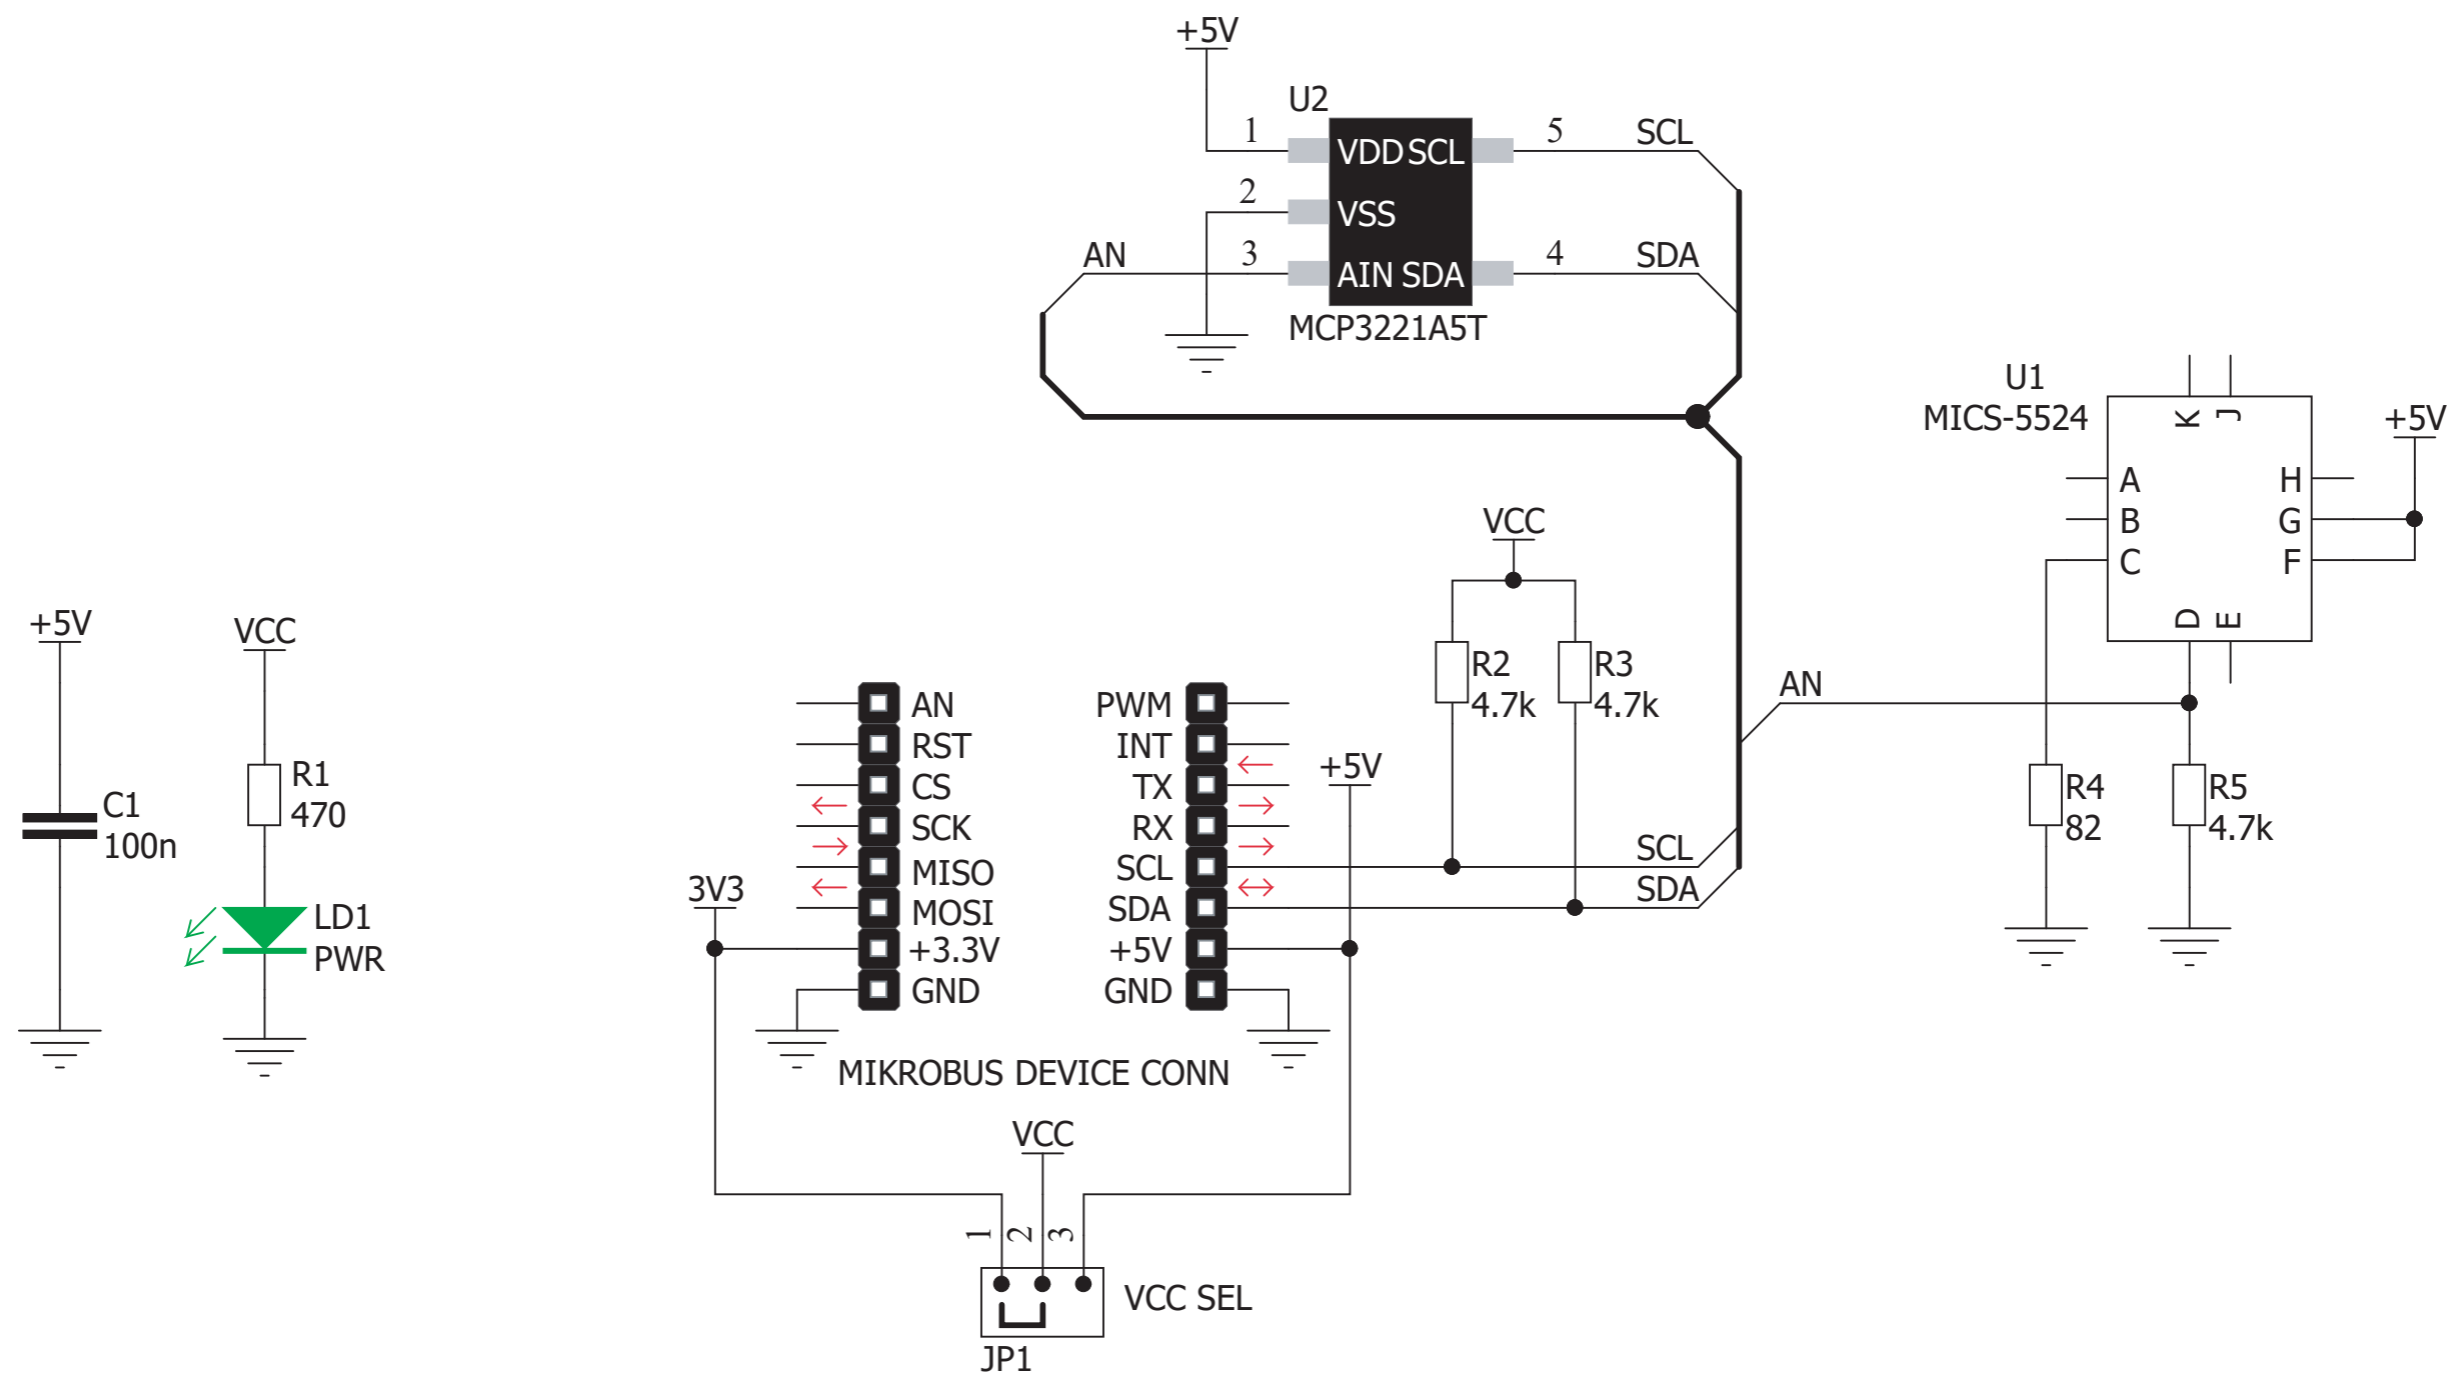 +5V
U2
1
VDD SCL
5
SCL
2
VSS
AN
3
AIN SDA
4
SDA
MCP3221A5T
U1
MICS-5524
K
J
+5V
A
H
B
G
C
F
D
E
VCC
R2
4.7k
R3
4.7k
AN
R4
82
R5
4.7k
+5V
C1
100n
VCC
R1
470
LD1
PWR
AN
PWM
RST
INT
CS
TX
+5V
SCK
RX
MISO
SCL
SCL
3V3
MOSI
SDA
SDA
+3.3V
+5V
GND
GND
MIKROBUS DEVICE CONN
VCC
1
2
3
VCC SEL
JP1